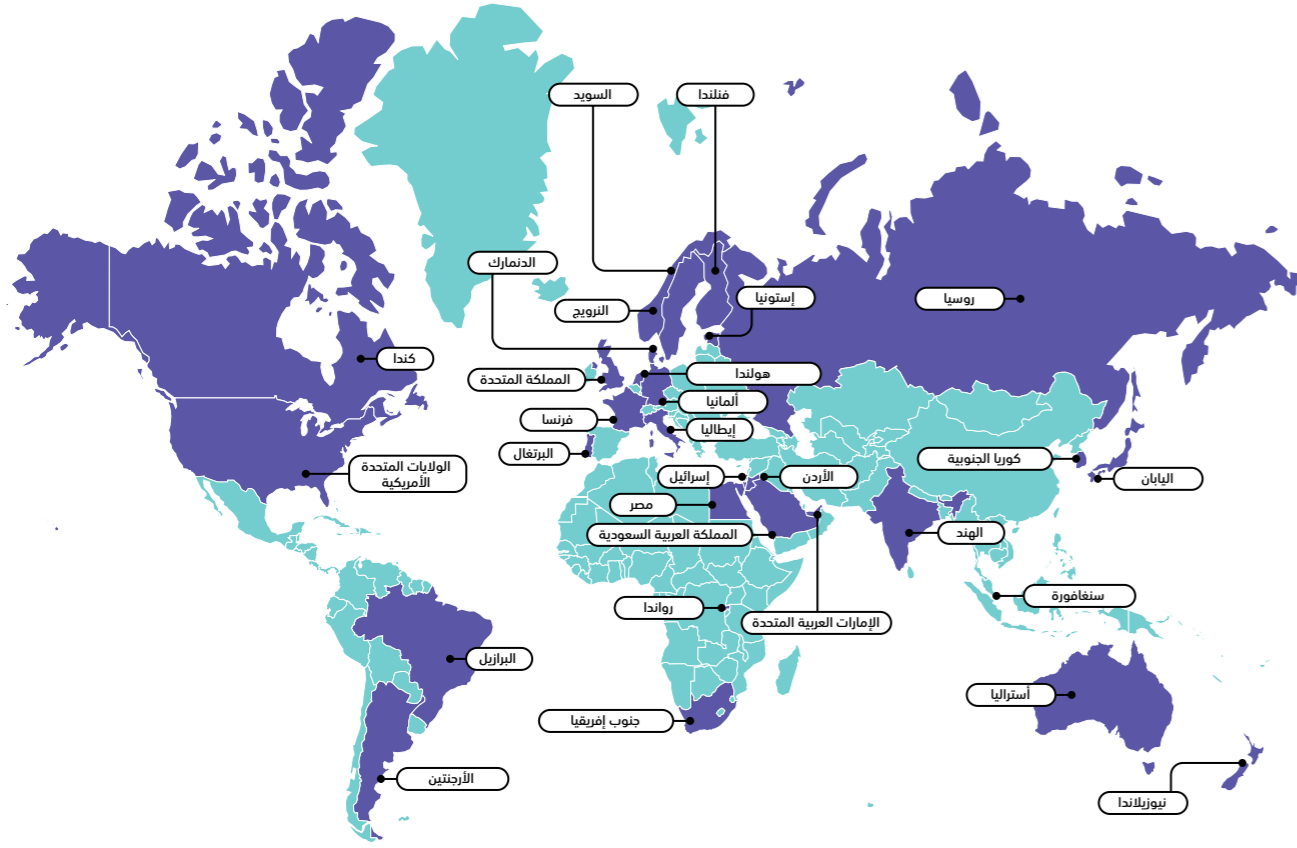 فنلندا
السويد
الدنمارك
إستونيا
روسيا
النرويج
كندا
هولندا
المملكة المتحدة
ألمانيا
فرنسا
إيطاليا
البرتغال
كوريا الجنوبية
الولايات المتحدة
الأمريكية
اليابان
الأردن
إسرائيل
مصر
الهند
المملكة العربية السعودية
سنغافورة
رواندا
الإمارات العربية المتحدة
البرازيل
أستراليا
جنوب إفريقيا
الأرجنتين
نيوزيلاندا